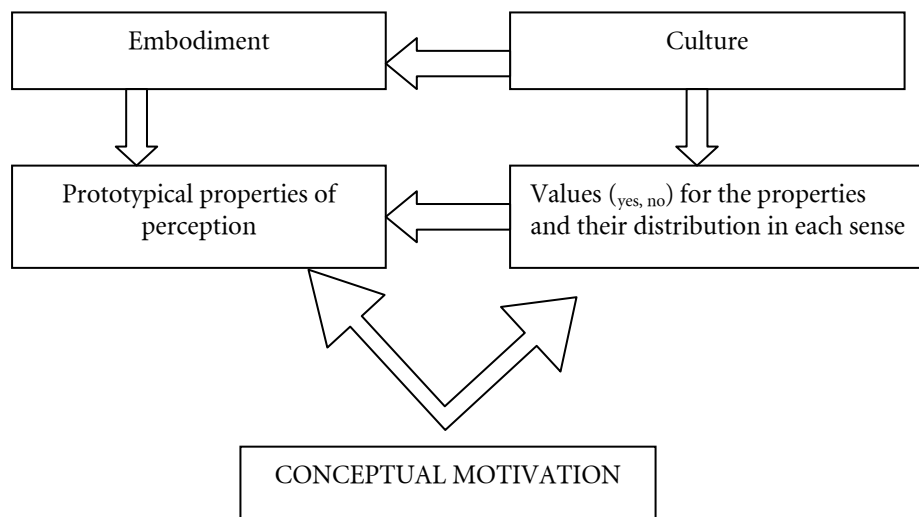 Embodiment
Culture
Prototypical properties of
perception
Values (yes, no) for the properties
and their distribution in each sense
CONCEPTUAL MOTIVATION